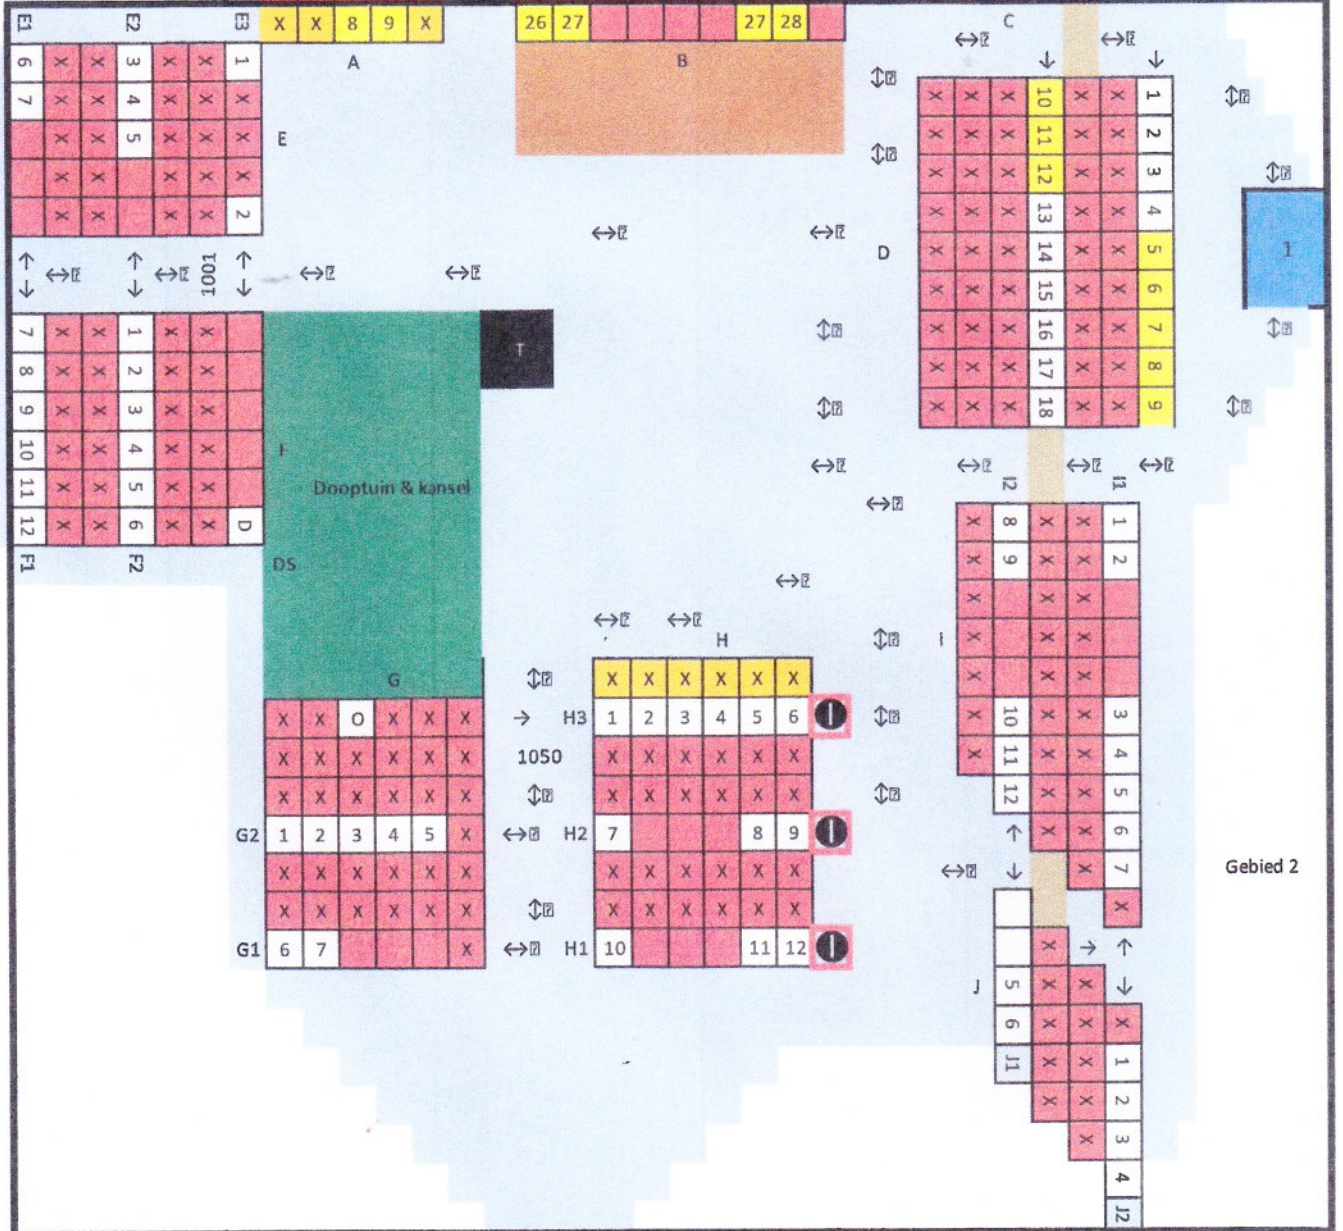 E1 E2 E3 X X 8 9 X 26 27 27 28 C
A B
6 X X 3 X X 1
7 X X 4 X X X
X X 5 X X X E
X X X X X
X X X X 2
X X X 10 X X 1
X X X 11 X X 2
X X X 12 X X 3
X X X 13 X X 4
D X X X 14 X X 5
X X X 15 X X 6
X X X 16 X X 7
X X X 17 X X 8
X X X 18 X X 9
1
1001
7 X X 1 X X
8 X X 2 X X
9 X X 3 X X
10 X X 4 X X
11 X X 5 X X
12 X X 6 X X D
F1 F2
T
F
Dooptuin & kansel
DS
G
I2 I1
X 8 X X 1
X 9 X X 2
X X X
I X X X
X X X
X 10 X X 3
X 11 X X 4
12 X X 5
X X 6
X 7
X
H
X X X X X X
X X O X X X → H3 1 2 3 4 5 6
X X X X X X 1050 X X X X X X
X X X X X X X X X X X X
G2 1 2 3 4 5 X ↔ H2 7 8 9
X X X X X X X X X X X X
X X X X X X X X X X X X
G1 6 7 X ↔ H1 10 11 12
Gebied 2
X
J 5 X X
6 X X X
J1 X X 1
X X 2
X 3
4
J2